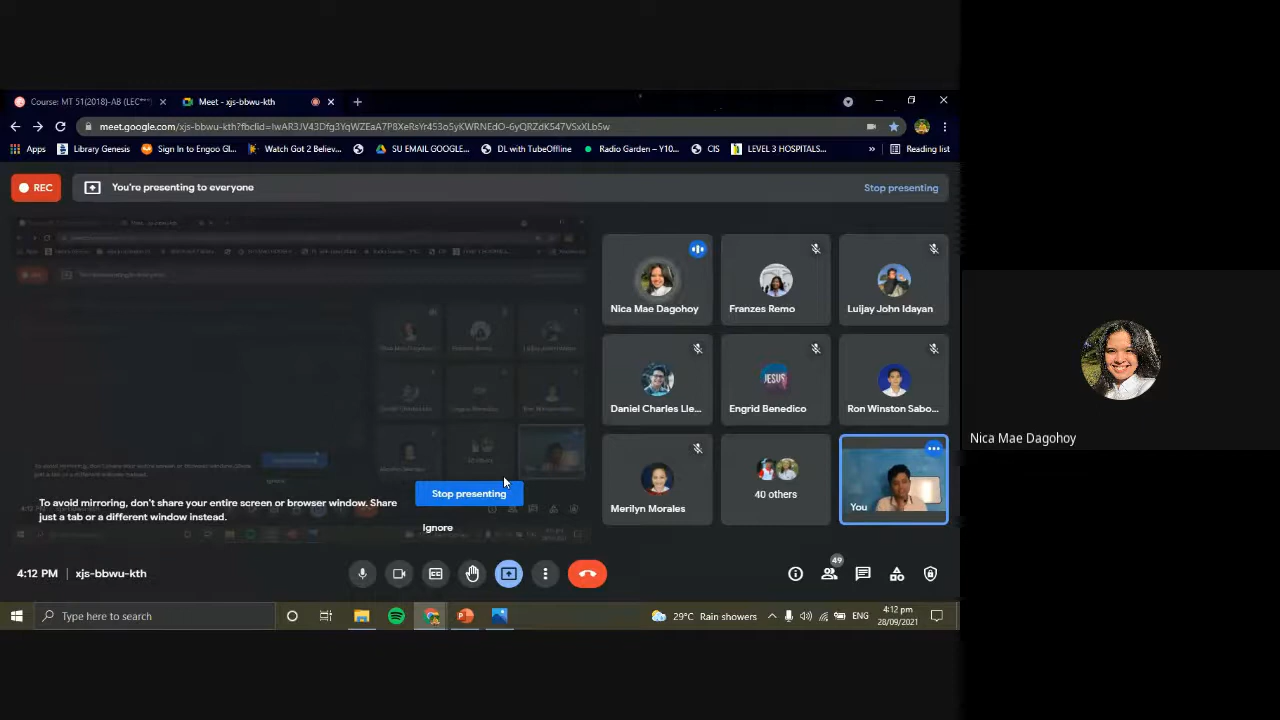 Course: MT 51(2018)-AB (LEC***)
Meet - xjs-bbwu-kth
meet.google.com/xjs-bbwu-kth
Apps
Library Genesis
Sign In to Engoo Gl...
Watch Got 2 Believ...
SU EMAIL GOOGLE...
DL with TubeOffline
Radio Garden – Y10...
CIS
LEVEL 3 HOSPITALS...
»
Reading list
REC
You're presenting to everyone
Stop presenting
Nica Mae Dagohoy
Franzes Remo
Luijay John Idayan
Daniel Charles Lle...
JESUS
Engrid Benedico
Ron Winston Sabo...
Merilyn Morales
40 others
You
Nica Mae Dagohoy
To avoid mirroring, don't share your entire screen or browser window. Share
just a tab or a different window instead.
Stop presenting
Ignore
4:12 PM | xjs-bbwu-kth
49
Type here to search
29°C Rain showers
ENG
4:12 pm
28/09/2021